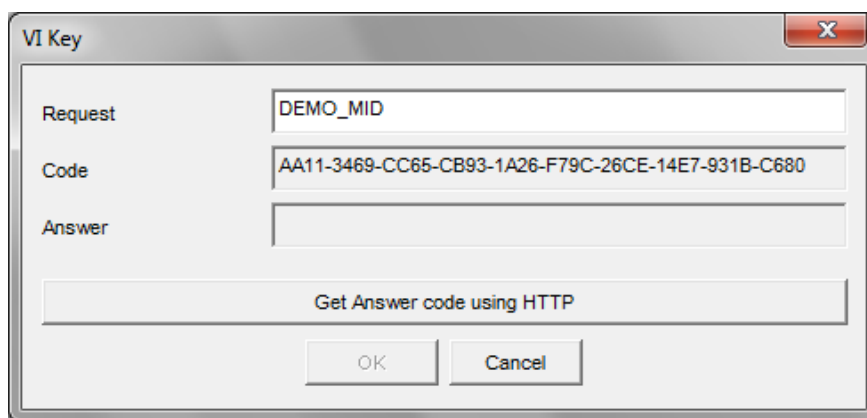 VI Key
Request DEMO_MID
Code AA11-3469-CC65-CB93-1A26-F79C-26CE-14E7-931B-C680
Answer
Get Answer code using HTTP
OK Cancel